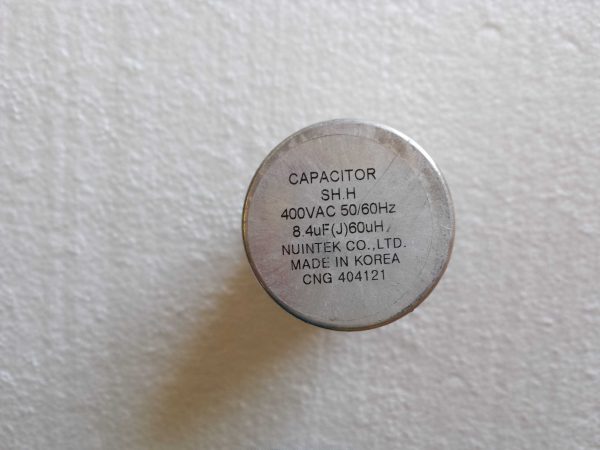 CAPACITOR
SH.H
400VAC 50/60Hz
8.4uF(J)60uH
NUINTEK CO.,LTD.
MADE IN KOREA
CNG 404121